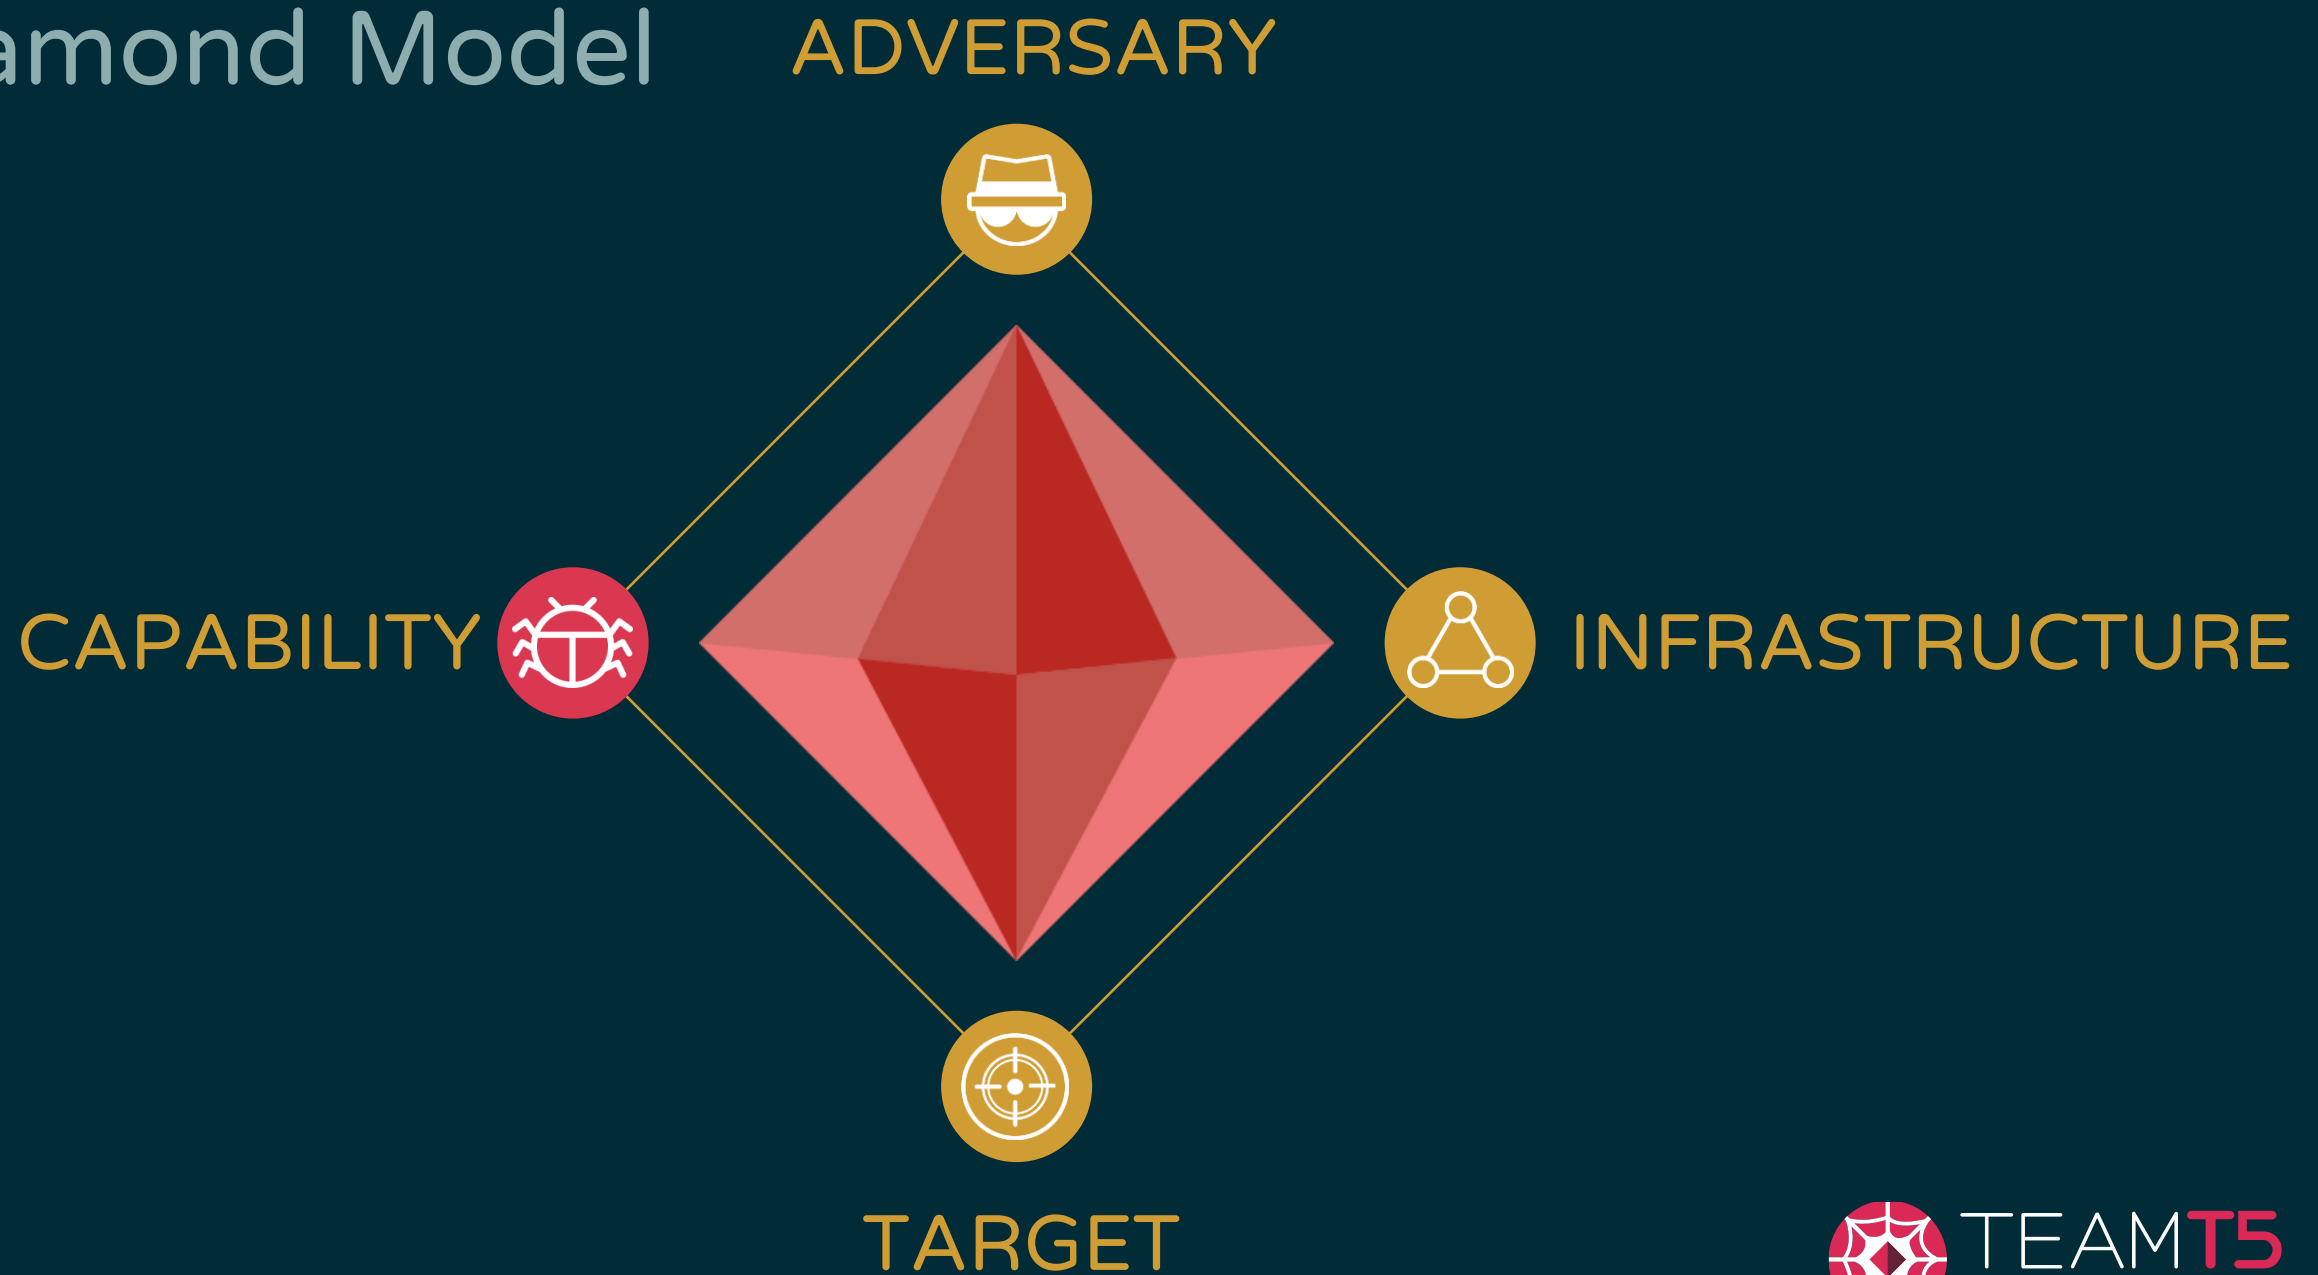 amond Model
ADVERSARY
CAPABILITY
INFRASTRUCTURE
TARGET
TEAMT5